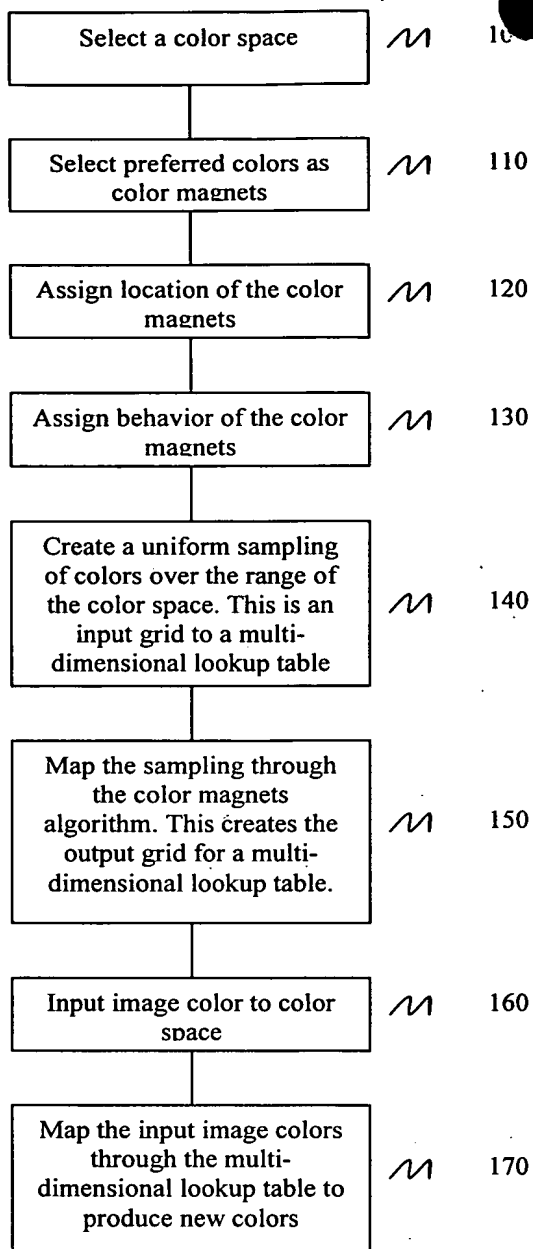 Select a color space
Select preferred colors as
color magnets
110
Assign location of the color
magnets
120
Assign behavior of the color
magnets
130
Create a uniform sampling
of colors over the range of
the color space. This is an
input grid to a multi-
dimensional lookup table
140
Map the sampling through
the color magnets
algorithm. This creates the
output grid for a multi-
dimensional lookup table.
150
Input image color to color
space
160
Map the input image colors
through the multi-
dimensional lookup table to
produce new colors
170